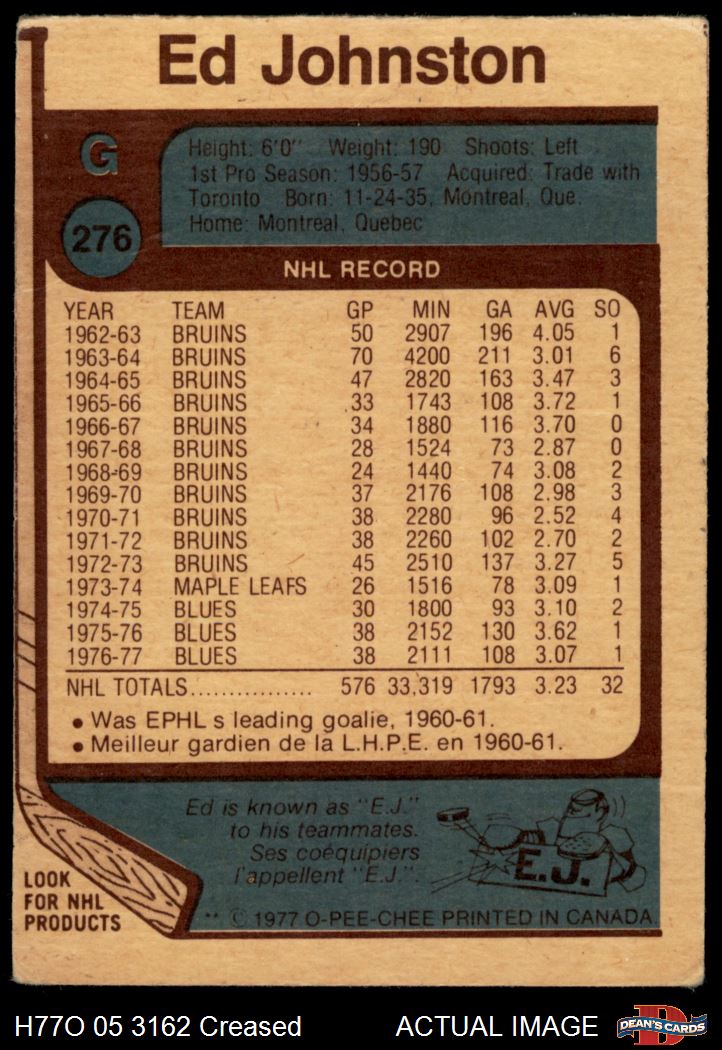 Ed Johnston
G
276
Height: 6'0" Weight: 190 Shoots: Left
1st Pro Season: 1956-57 Acquired: Trade with
Toronto Born: 11-24-35, Montreal, Que.
Home: Montreal, Quebec
NHL RECORD
YEAR TEAM GP MIN GA AVG SO
1962-63 BRUINS 50 2907 196 4.05 1
1963-64 BRUINS 70 4200 211 3.01 6
1964-65 BRUINS 47 2820 163 3.47 3
1965-66 BRUINS 33 1743 108 3.72 1
1966-67 BRUINS 34 1880 116 3.70 0
1967-68 BRUINS 28 1524 73 2.87 0
1968-69 BRUINS 24 1440 74 3.08 2
1969-70 BRUINS 37 2176 108 2.98 3
1970-71 BRUINS 38 2280 96 2.52 4
1971-72 BRUINS 38 2260 102 2.70 2
1972-73 BRUINS 45 2510 137 3.27 5
1973-74 MAPLE LEAFS 26 1516 78 3.09 1
1974-75 BLUES 30 1800 93 3.10 2
1975-76 BLUES 38 2152 130 3.62 1
1976-77 BLUES 38 2111 108 3.07 1
NHL TOTALS................ 576 33,319 1793 3.23 32
• Was EPHL s leading goalie, 1960-61.
• Meilleur gardien de la L.H.P.E. en 1960-61.
Ed is known as "E.J."
to his teammates.
Ses coéquipiers
l'appellent "E.J.".
E.J.
LOOK
FOR NHL
PRODUCTS
** © 1977 O-PEE-CHEE PRINTED IN CANADA.
H77O 05 3162 Creased ACTUAL IMAGE
D
DEAN'S CARDS